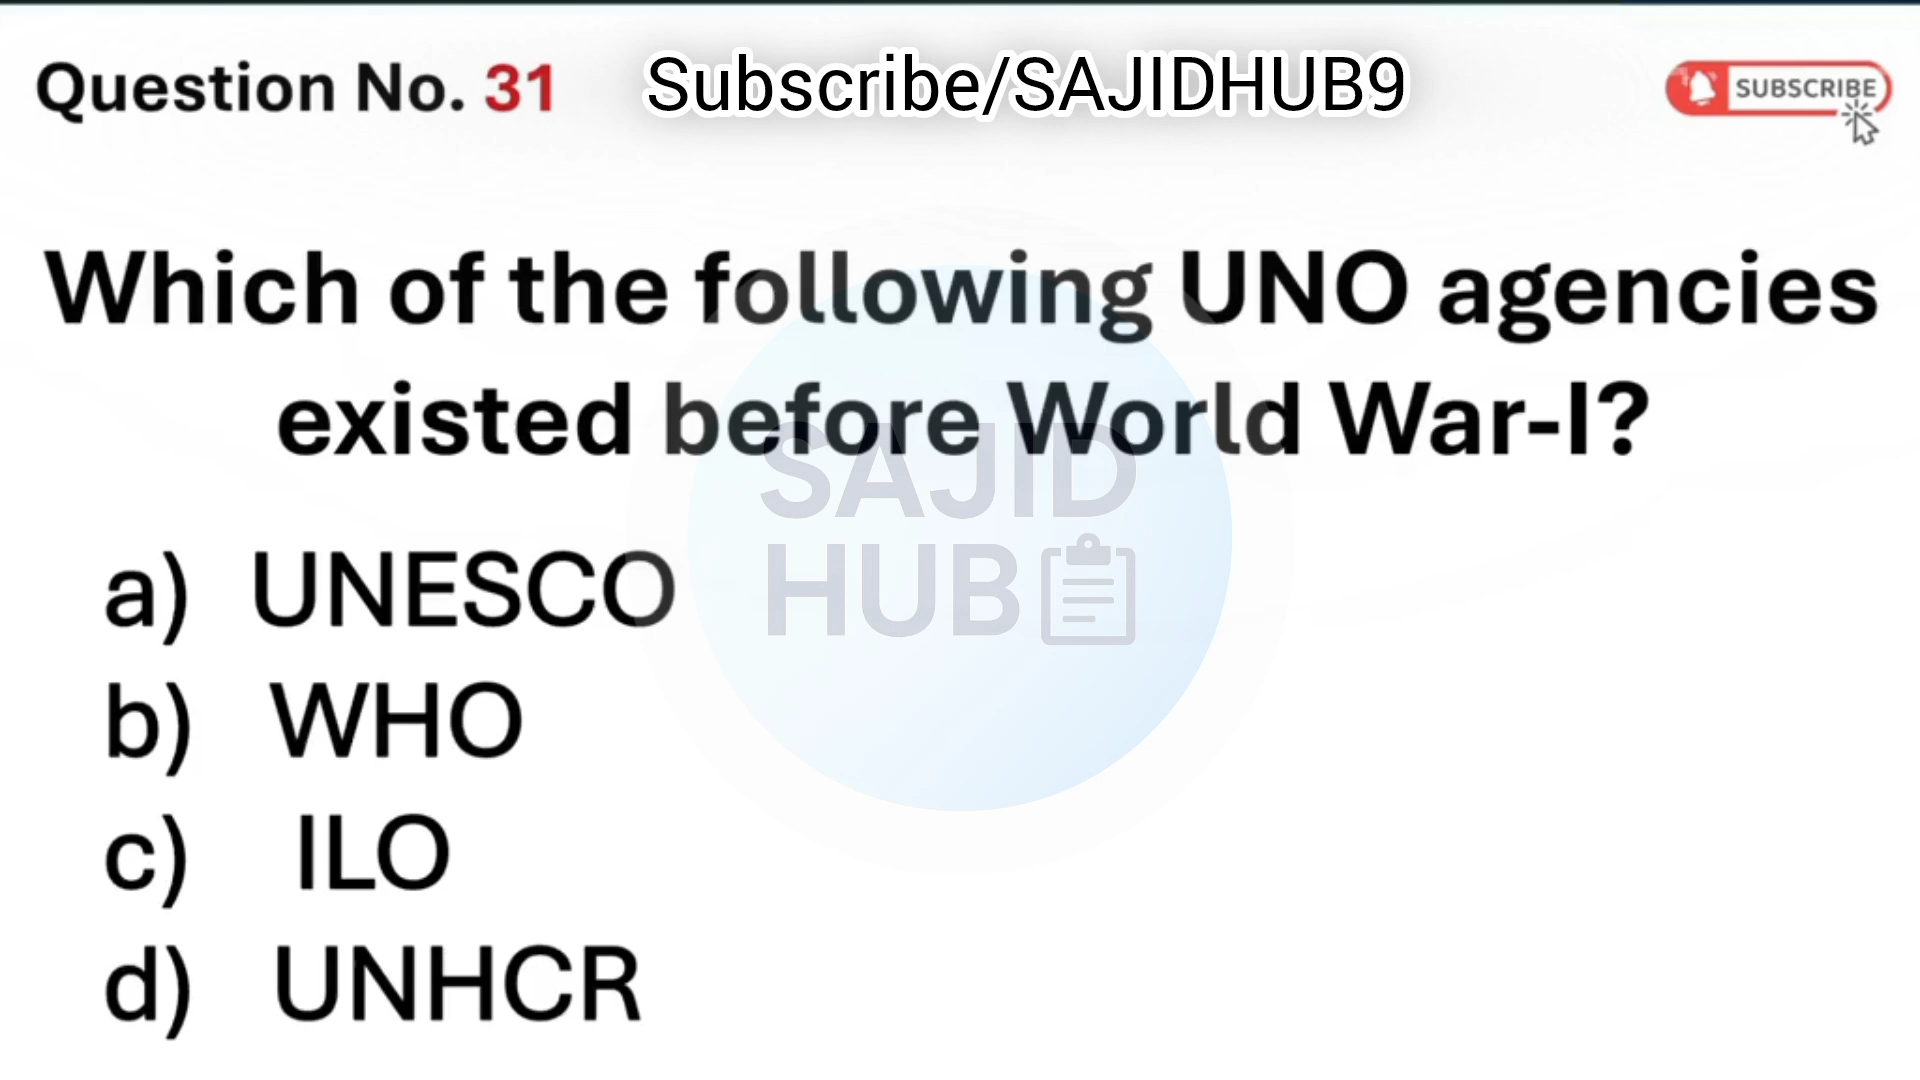 Question No. 31
Subscribe/SAJIDHUB9
SUBSCRIBE
Which of the following UNO agencies
existed before World War-I?
SAJID
HUB
a) UNESCO
b) WHO
c) ILO
d) UNHCR